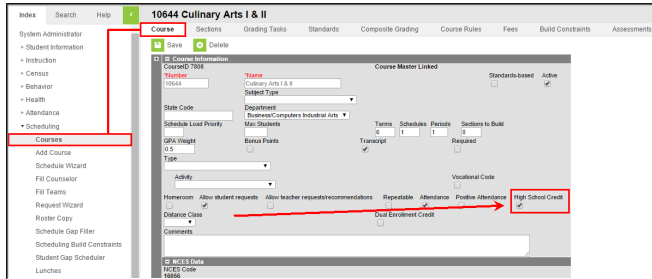 Index Search Help
10644 Culinary Arts I & II
Course Sections Grading Tasks Standards Composite Grading Course Rules Fees Build Constraints Assessments
Save Delete
System Administrator
Student Information
Instruction
Census
Behavior
Health
Attendance
Scheduling
Courses
Add Course
Schedule Wizard
Fill Counselor
Fill Teams
Request Wizard
Roster Copy
Schedule Gap Filler
Scheduling Build Constraints
Student Gap Scheduler
Lunches
Course Information
CourseID 7808 Course Master Linked
*Number *Name Standards-based Active
10644 Culinary Arts I & II
Subject Type
State Code Department
Business/Computers Industrial Arts
Schedule Load Priority Max Students Terms Schedules Periods Sections to Build
6 1 1 0
GPA Weight Bonus Points Transcript Required
0.5
Type
Activity Vocational Code
Homeroom Allow student requests Allow teacher requests/recommendations Repeatable Attendance Positive Attendance High School Credit
Distance Class Dual Enrollment Credit
Comments
NCES Data
NCES Code
16056